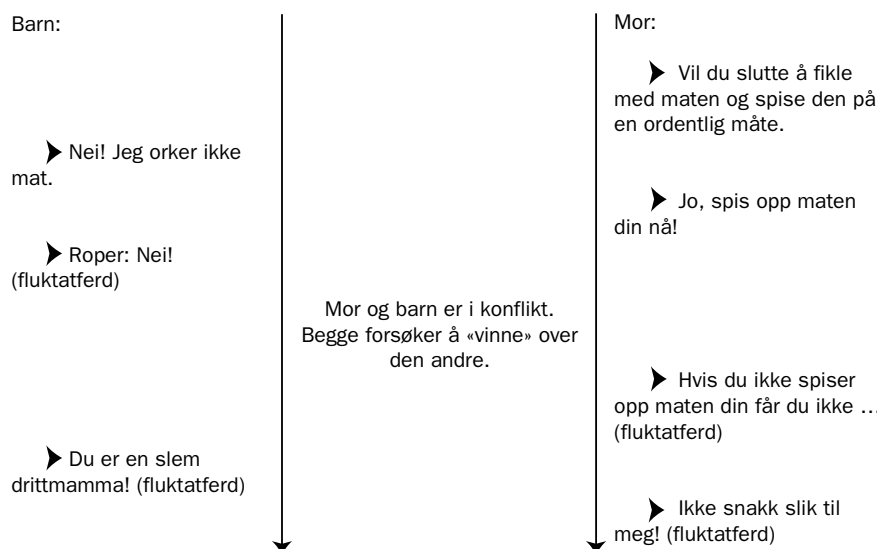 Barn:
Mor:
Vil du slutte å fikle
med maten og spise den på
en ordentlig måte.
Nei! Jeg orker ikke
mat.
Jo, spis opp maten
din nå!
Roper: Nei!
(fluktatferd)
Mor og barn er i konflikt.
Begge forsøker å «vinne» over
den andre.
Hvis du ikke spiser
opp maten din får du ikke …
(fluktatferd)
Du er en slem
drittmamma! (fluktatferd)
Ikke snakk slik til
meg! (fluktatferd)